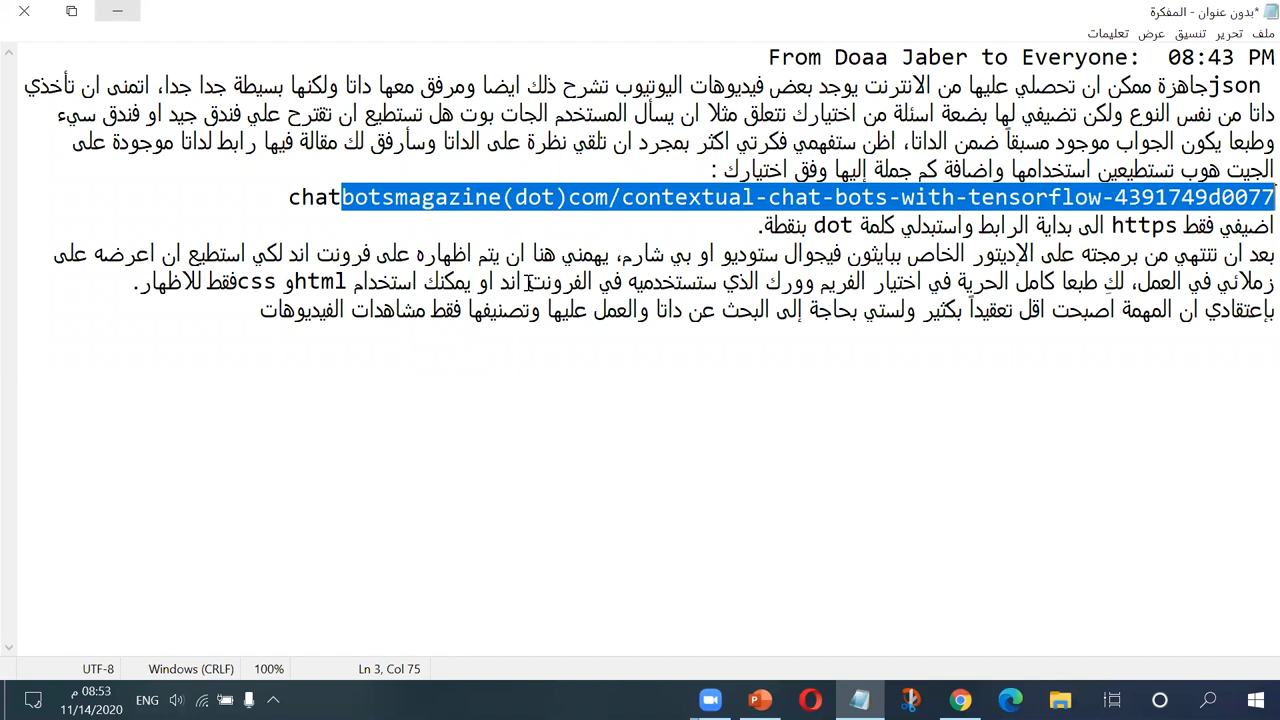 *بدون عنوان - المفكرة
ملف تحرير تنسيق عرض تعليمات
From Doaa Jaber to Everyone: 08:43 PM
jsonجاهزة ممكن ان تحصلي عليها من الانترنت يوجد بعض فيديوهات اليوتيوب تشرح ذلك ايضا ومرفق معها داتا ولكنها بسيطة جدا جدا، اتمنى ان تأخذي
داتا من نفس النوع ولكن تضيفي لها بضعة اسئلة من اختيارك تتعلق مثلا ان يسأل المستخدم الجات بوت هل تستطيع ان تقترح علي فندق جيد او فندق سيء
وطبعا يكون الجواب موجود مسبقاً ضمن الداتا، اظن ستفهمي فكرتي اكثر بمجرد ان تلقي نظرة على الداتا وسأرفق لك مقالة فيها رابط لداتا موجودة على
الجيت هوب تستطيعين استخدامها واضافة كم جملة إليها وفق اختيارك :
chatbotsmagazine(dot)com/contextual-chat-bots-with-tensorflow-4391749d0077
اضيفي فقط https الى بداية الرابط واستبدلي كلمة dot بنقطة.
بعد ان تنتهي من برمجته على الإديتور الخاص ببايثون فيجوال ستوديو او بي شارم، يهمني هنا ان يتم اظهاره على فرونت اند لكي استطيع ان اعرضه على
زملائي في العمل، لكِ طبعا كامل الحرية في اختيار الفريم وورك الذي ستستخدميه في الفرونت اند او يمكنك استخدام htmlو cssفقط للاظهار.
بإعتقادي ان المهمة اصبحت اقل تعقيداً بكثير ولستي بحاجة إلى البحث عن داتا والعمل عليها وتصنيفها فقط مشاهدات الفيديوهات
UTF-8 Windows (CRLF) 100% Ln 3, Col 75
08:53 م ENG
11/14/2020